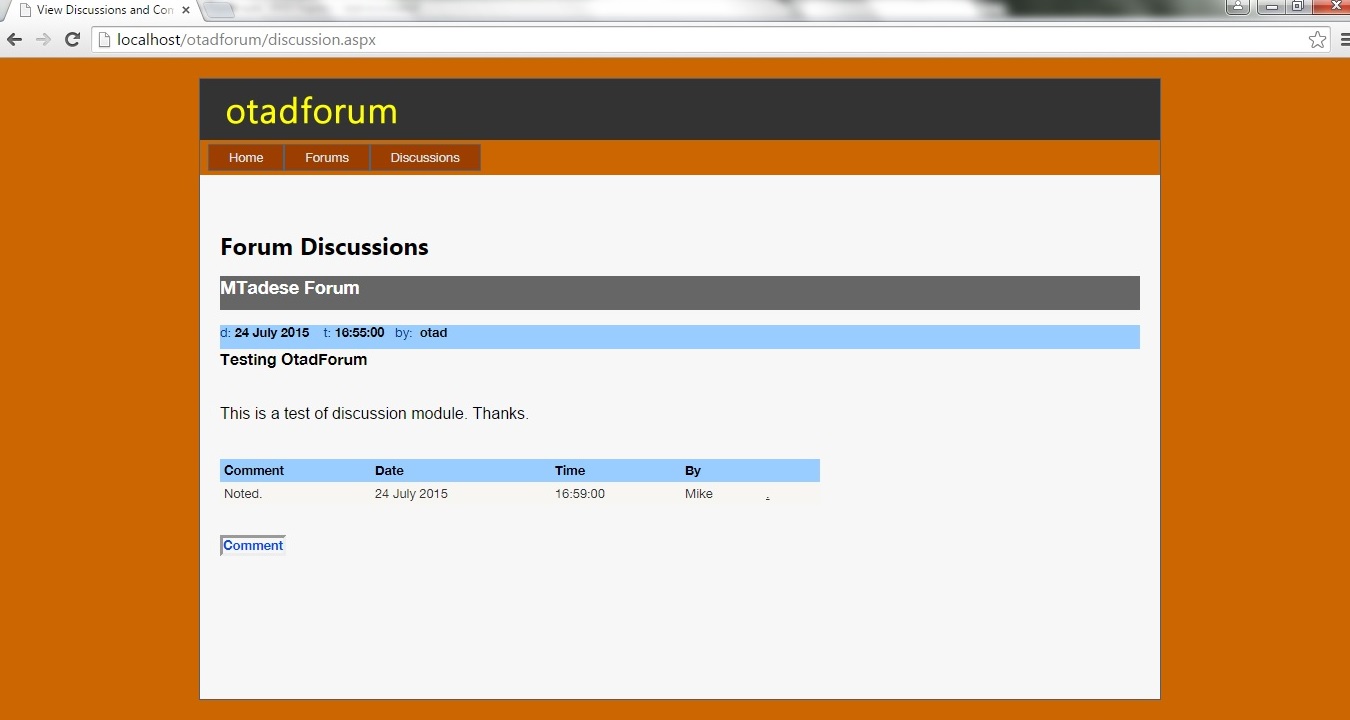 View Discussions and Con
localhost/otadforum/discussion.aspx
otadforum
Home Forums Discussions
Forum Discussions
MTadese Forum
d: 24 July 2015 t: 16:55:00 by: otad
Testing OtadForum
This is a test of discussion module. Thanks.
Comment Date Time By
Noted. 24 July 2015 16:59:00 Mike .
Comment